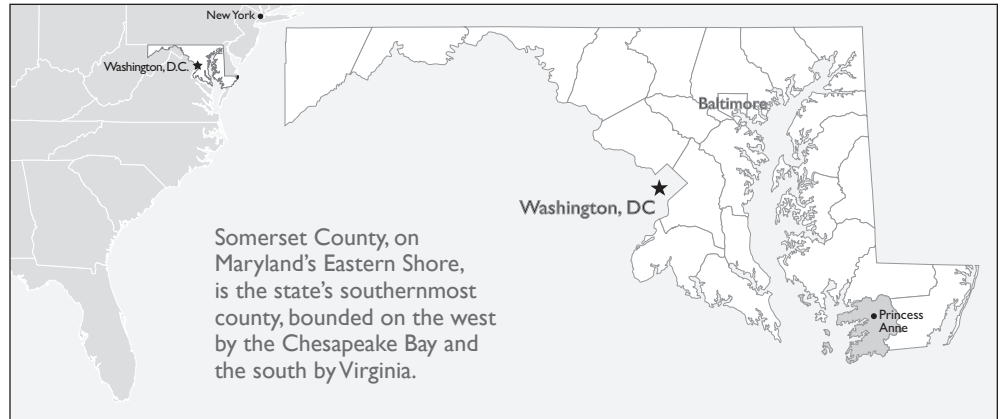 New York
Washington, D.C.
Baltimore
Washington, DC
Somerset County, on
Maryland's Eastern Shore,
is the state's southernmost
county, bounded on the west
by the Chesapeake Bay and
the south by Virginia.
Princess
Anne